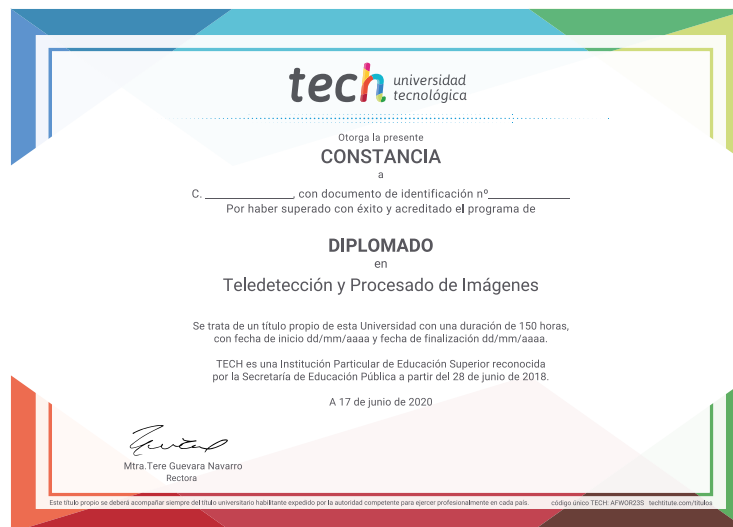 tech universidad
tecnológica
Otorga la presente
CONSTANCIA
a
C. ________________, con documento de identificación nº______________
Por haber superado con éxito y acreditado el programa de
DIPLOMADO
en
Teledetección y Procesado de Imágenes
Se trata de un título propio de esta Universidad con una duración de 150 horas,
con fecha de inicio dd/mm/aaaa y fecha de finalización dd/mm/aaaa.
TECH es una Institución Particular de Educación Superior reconocida
por la Secretaría de Educación Pública a partir del 28 de junio de 2018.
A 17 de junio de 2020
Mtra.Tere Guevara Navarro
Rectora
Este título propio se deberá acompañar siempre del título universitario habilitante expedido por la autoridad competente para ejercer profesionalmente en cada país. código único TECH: AFWOR23S techtitute.com/titulos